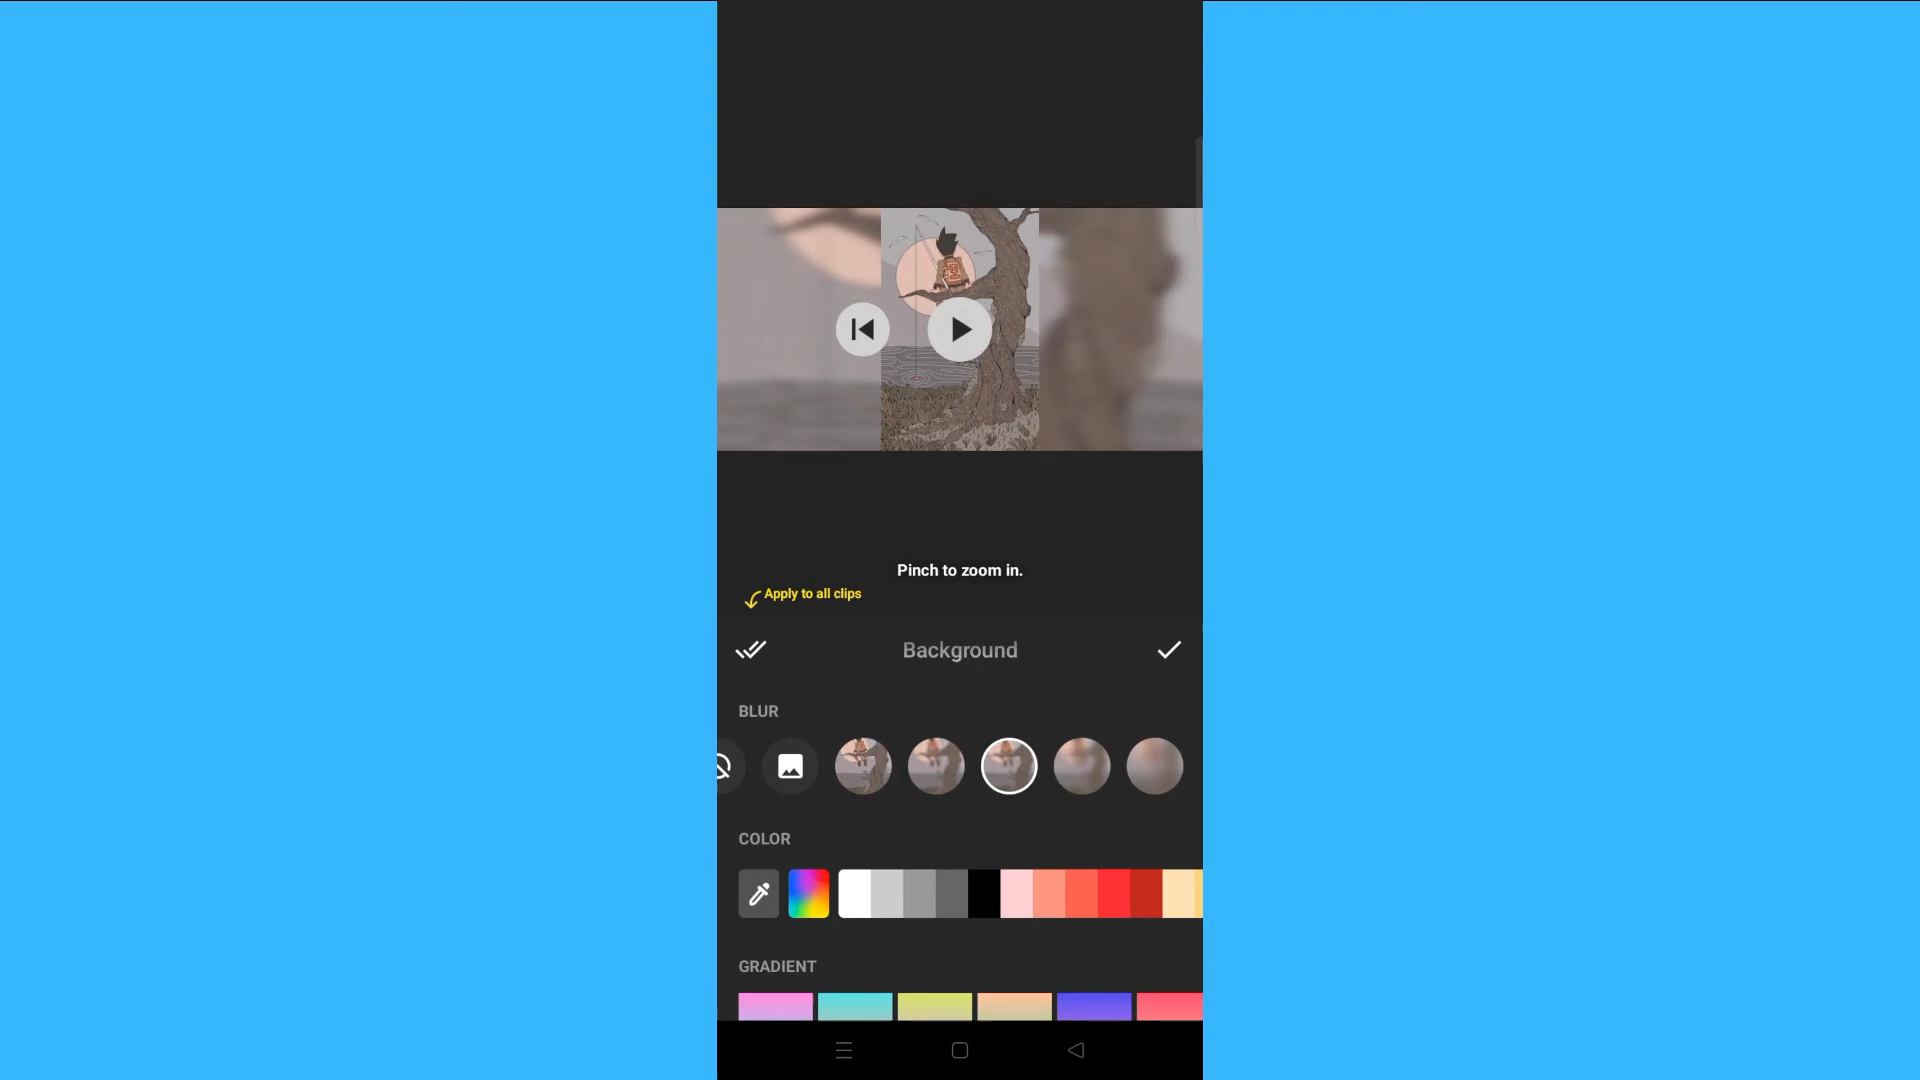 Pinch to zoom in.
Apply to all clips
Background
BLUR
COLOR
GRADIENT